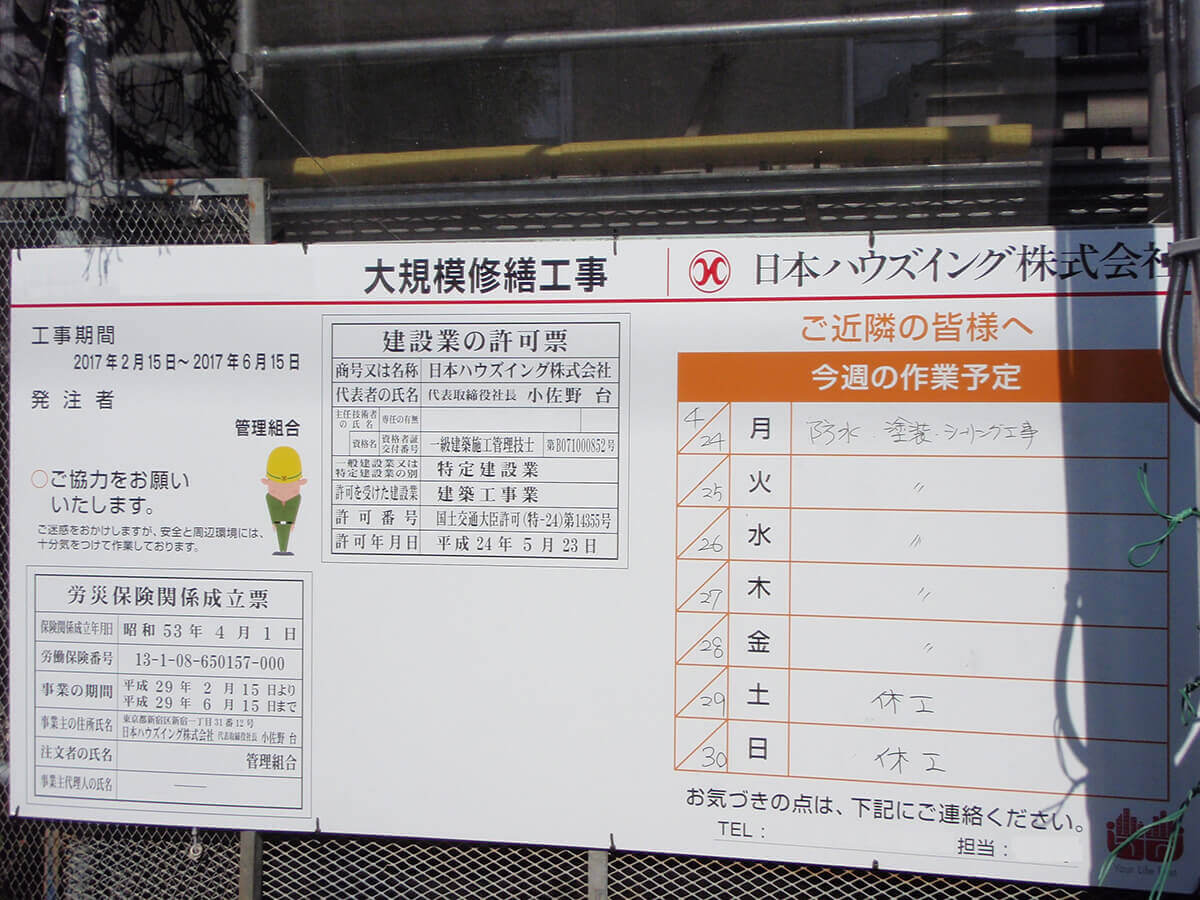 大規模修繕工事
日本ハウズイング株式会社
工事期間
2017年2月15日～2017年6月15日
発注者
管理組合
○ご協力をお願い
いたします。
ご迷惑をおかけしますが、安全と周辺環境には、
十分気をつけて作業しております。
労災保険関係成立票
保険関係成立年月日 昭和53年4月1日
労働保険番号 13-1-08-650157-000
事業の期間 平成29年2月15日より
平成29年6月15日まで
事業主の住所氏名 東京都新宿区新宿一丁目31番12号
日本ハウズイング株式会社 代表取締役社長 小佐野 台
注文者の氏名 管理組合
事業主代理人の氏名 ――
建設業の許可票
商号又は名称 日本ハウズイング株式会社
代表者の氏名 代表取締役社長 小佐野 台
主任技術者の氏名 専任の有無
資格名 資格者証交付番号 一級建築施工管理技士 第B071000852号
一般建設業又は特定建設業の別 特定建設業
許可を受けた建設業 建築工事業
許可番号 国土交通大臣許可(特-24)第14355号
許可年月日 平成24年5月23日
ご近隣の皆様へ
今週の作業予定
4/24 月 防水・塗装・シーリング工事
25 火 〃
26 水 〃
27 木 〃
28 金 〃
29 土 休工
30 日 休工
お気づきの点は、下記にご連絡ください。
TEL：
担当：